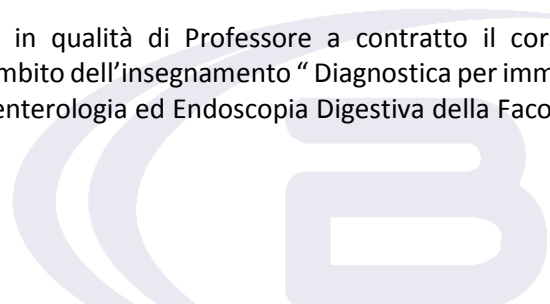 in qualità di Professore a contratto il cor
mbito dell’insegnamento “ Diagnostica per imm
enterologia ed Endoscopia Digestiva della Faco